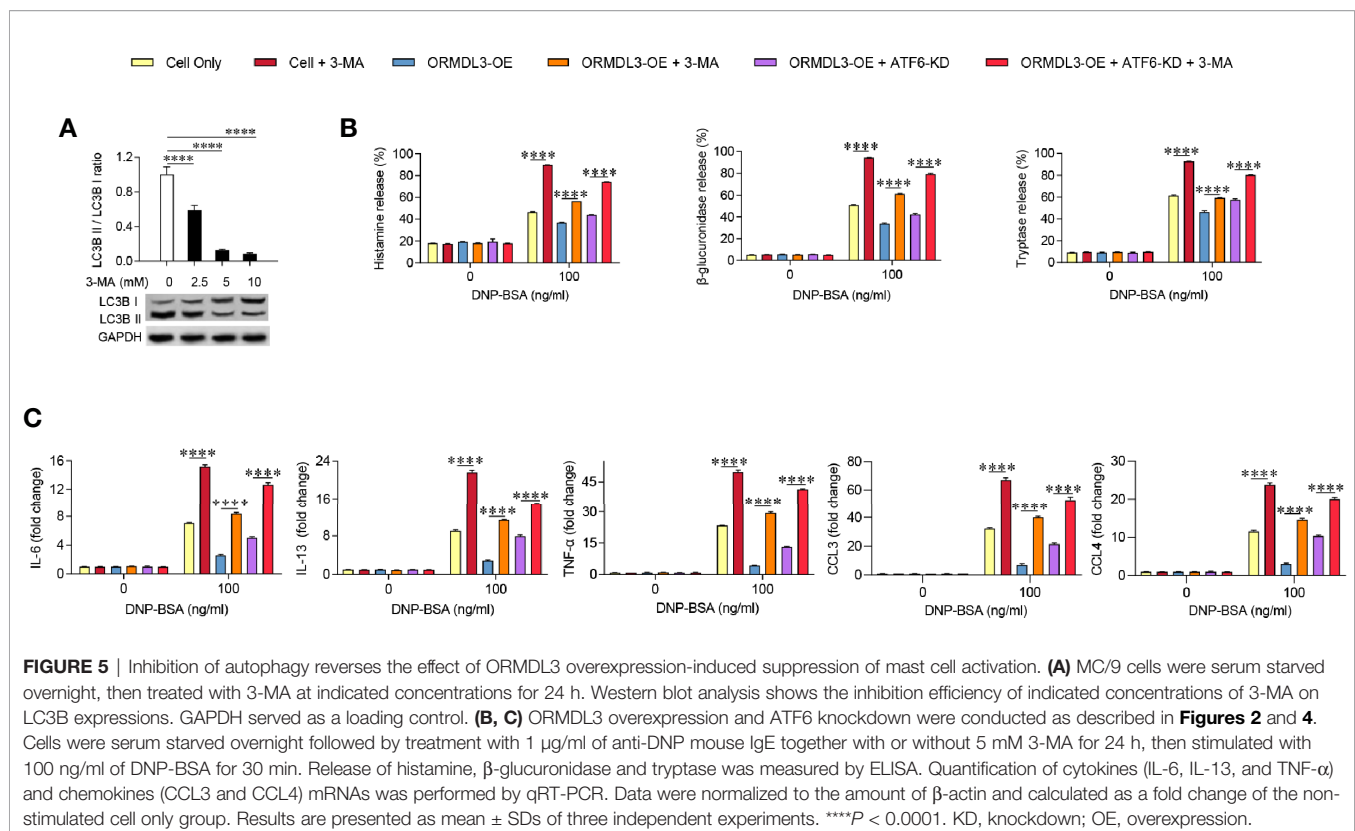 Cell Only Cell + 3-MA ORMDL3-OE ORMDL3-OE + 3-MA ORMDL3-OE + ATF6-KD ORMDL3-OE + ATF6-KD + 3-MA
A
****
****
****
LC3B II / LC3B I ratio
1.2
0.8
0.4
0.0
3-MA (mM) 0 2.5 5 10
LC3B I
LC3B II
GAPDH
B
Histamine release (%)
100
80
60
40
20
0
**** **** ****
0 100
DNP-BSA (ng/ml)
β-glucuronidase release (%)
100
80
60
40
20
0
**** **** ****
0 100
DNP-BSA (ng/ml)
Tryptase release (%)
100
80
60
40
20
0
**** **** ****
0 100
DNP-BSA (ng/ml)
C
IL-6 (fold change)
16
12
8
4
0
**** **** ****
0 100
DNP-BSA (ng/ml)
IL-13 (fold change)
24
16
8
0
**** **** ****
0 100
DNP-BSA (ng/ml)
TNF-α (fold change)
60
45
30
15
0
**** **** ****
0 100
DNP-BSA (ng/ml)
CCL3 (fold change)
80
60
40
20
0
**** **** ****
0 100
DNP-BSA (ng/ml)
CCL4 (fold change)
30
24
18
12
6
0
**** **** ****
0 100
DNP-BSA (ng/ml)
FIGURE 5 | Inhibition of autophagy reverses the effect of ORMDL3 overexpression-induced suppression of mast cell activation. (A) MC/9 cells were serum starved
overnight, then treated with 3-MA at indicated concentrations for 24 h. Western blot analysis shows the inhibition efficiency of indicated concentrations of 3-MA on
LC3B expressions. GAPDH served as a loading control. (B, C) ORMDL3 overexpression and ATF6 knockdown were conducted as described in Figures 2 and 4.
Cells were serum starved overnight followed by treatment with 1 µg/ml of anti-DNP mouse IgE together with or without 5 mM 3-MA for 24 h, then stimulated with
100 ng/ml of DNP-BSA for 30 min. Release of histamine, β-glucuronidase and tryptase was measured by ELISA. Quantification of cytokines (IL-6, IL-13, and TNF-α)
and chemokines (CCL3 and CCL4) mRNAs was performed by qRT-PCR. Data were normalized to the amount of β-actin and calculated as a fold change of the non-
stimulated cell only group. Results are presented as mean ± SDs of three independent experiments. ****P < 0.0001. KD, knockdown; OE, overexpression.